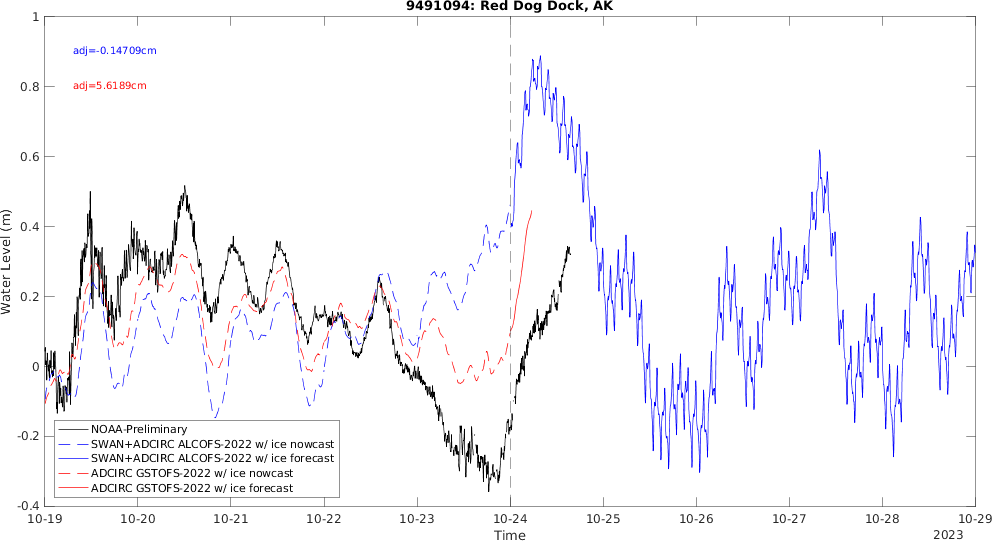 9491094: Red Dog Dock, AK
adj=-0.14709cm
adj=5.6189cm
Water Level (m)
1
0.8
0.6
0.4
0.2
0
-0.2
-0.4
NOAA-Preliminary
SWAN+ADCIRC ALCOFS-2022 w/ ice nowcast
SWAN+ADCIRC ALCOFS-2022 w/ ice forecast
ADCIRC GSTOFS-2022 w/ ice nowcast
ADCIRC GSTOFS-2022 w/ ice forecast
10-19 10-20 10-21 10-22 10-23 10-24 10-25 10-26 10-27 10-28 10-29
Time
2023